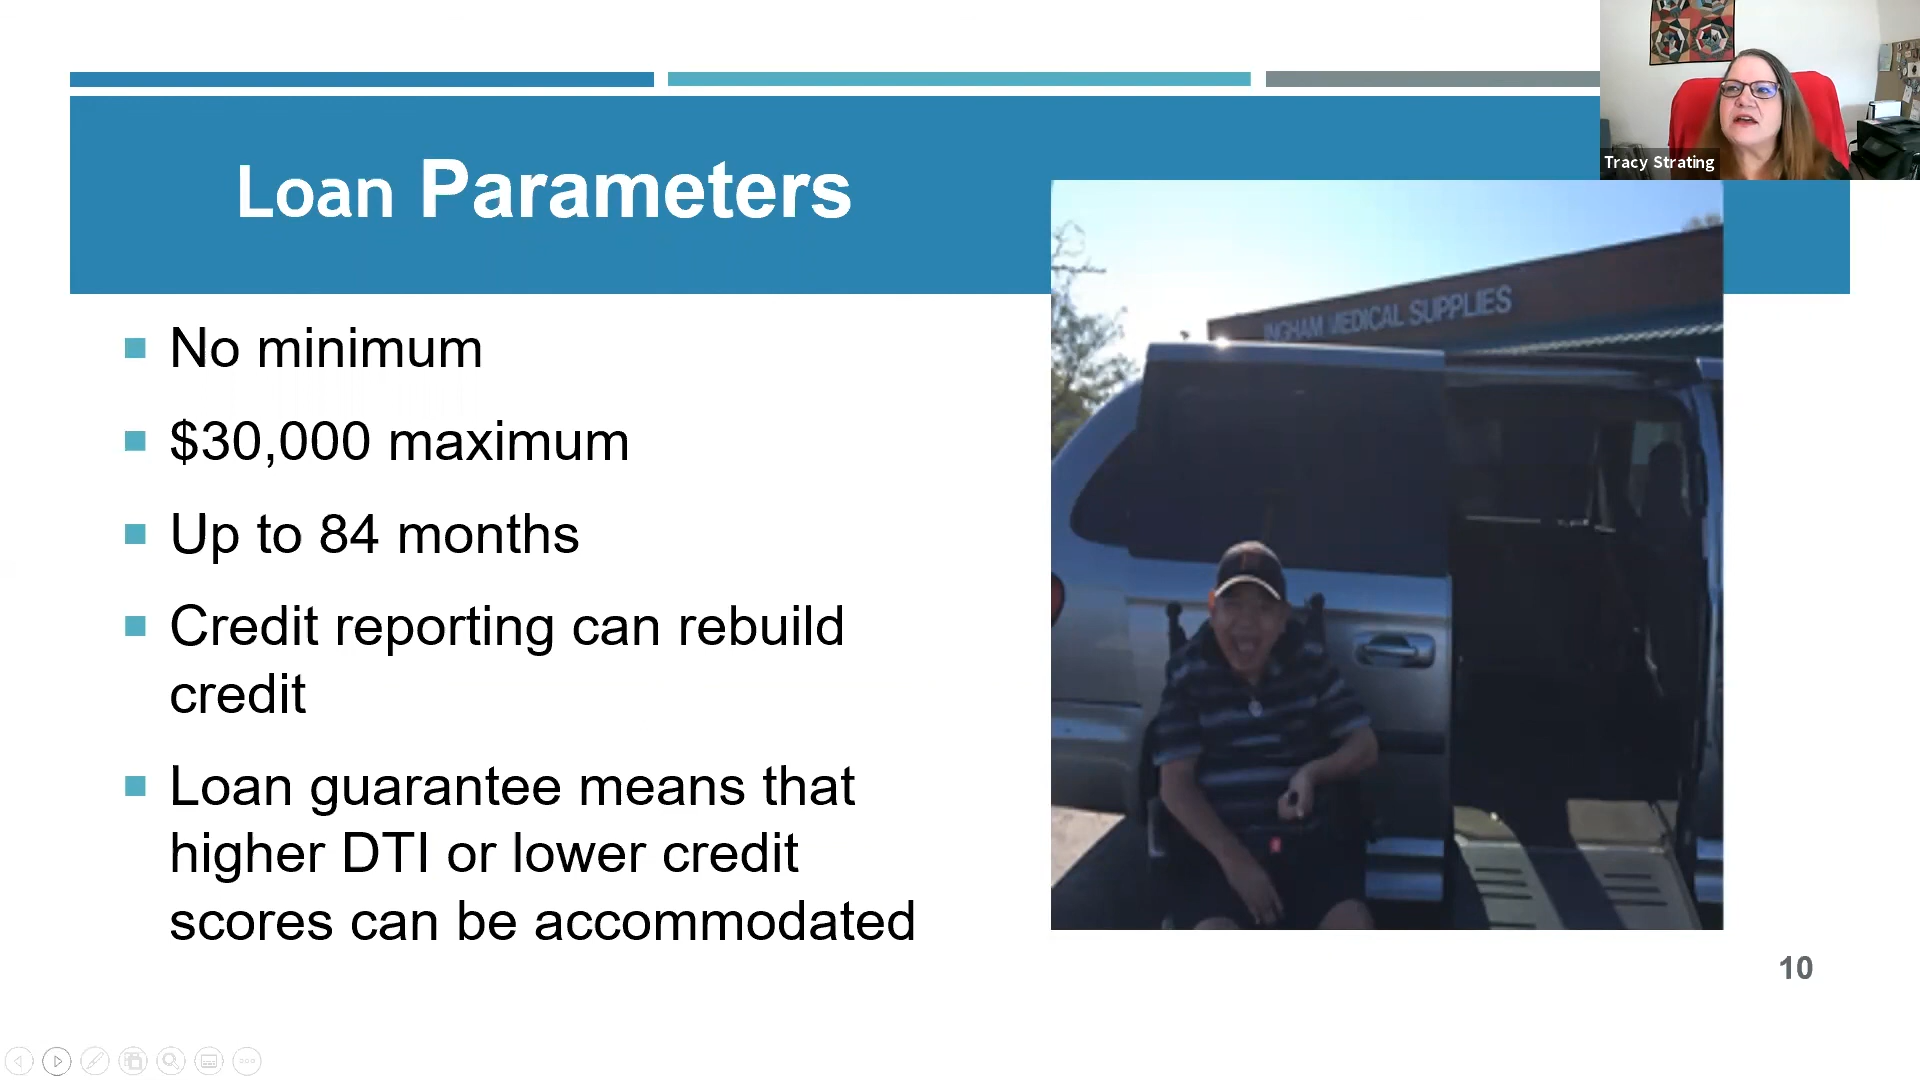 Tracy Strating
Loan Parameters
INGHAM MEDICAL SUPPLIES
No minimum
$30,000 maximum
Up to 84 months
Credit reporting can rebuild
credit
Loan guarantee means that
higher DTI or lower credit
scores can be accommodated
10